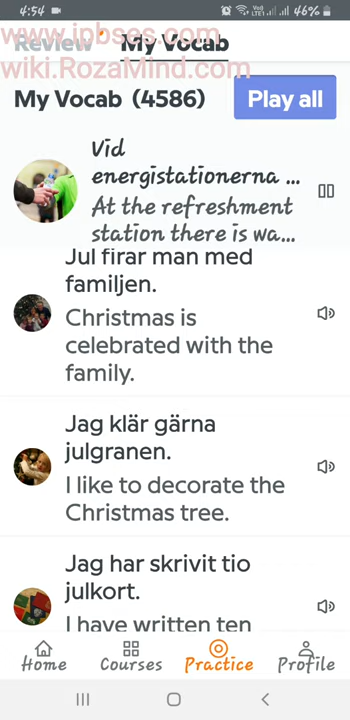 4:54
46%
www.ipbses.com
Review
My Vocab
wiki.RozaMind.com
My Vocab (4586)
Play all
Vid
energistationerna ...
At the refreshment
station there is wa...
Jul firar man med
familjen.
Christmas is
celebrated with the
family.
Jag klär gärna
julgranen.
I like to decorate the
Christmas tree.
Jag har skrivit tio
julkort.
I have written ten
Home
Courses
Practice
Profile